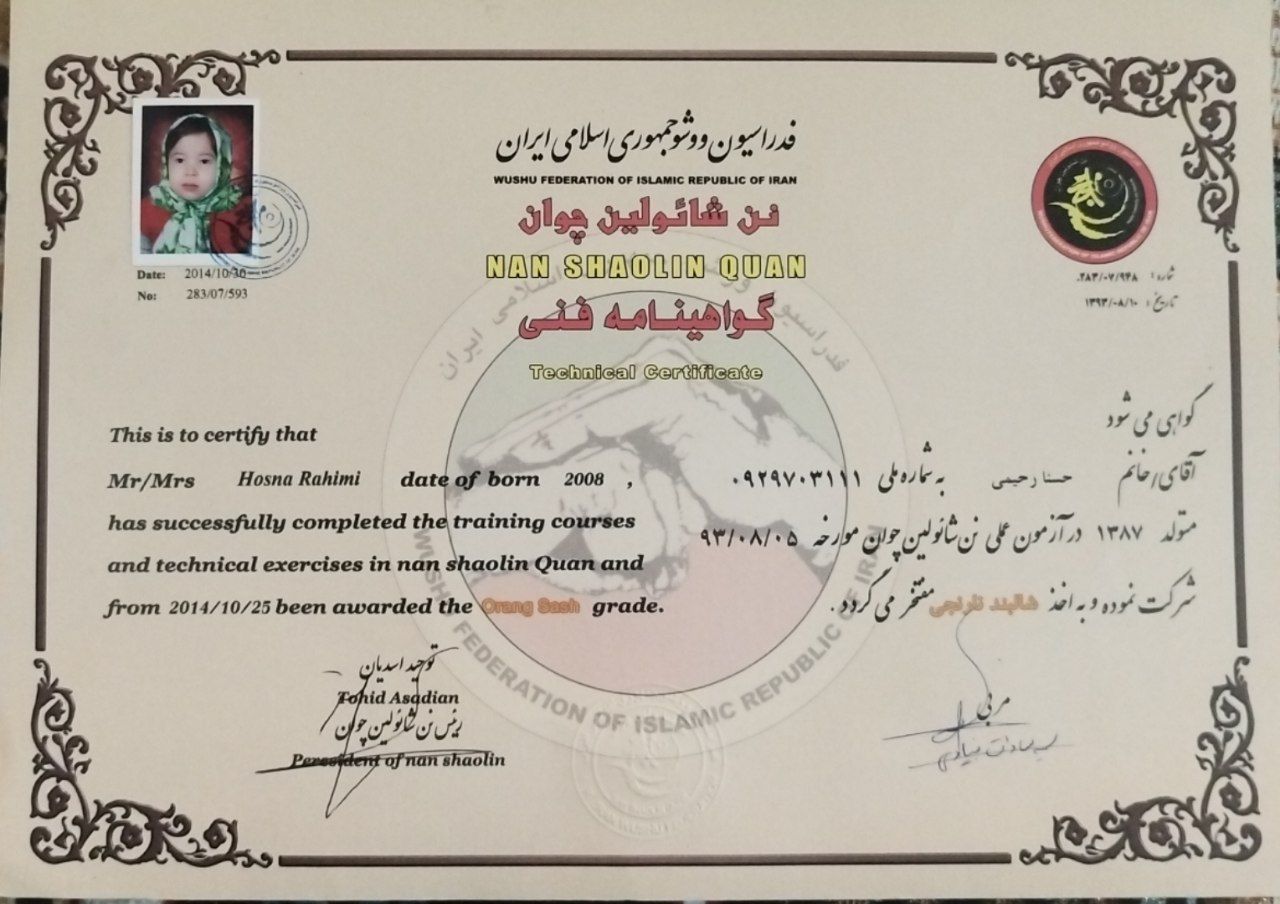 فدراسیون ووشو جمهوری اسلامی ایران
WUSHU FEDERATION OF ISLAMIC REPUBLIC OF IRAN
نن شائولین چوان
NAN SHAOLIN QUAN
گواهینامه فنی
Technical Certificate
Date: 2014/10/30
No: 283/07/593
شماره: ۲۸۳/۰۷/۹۴۸
تاریخ: ۱۳۹۳/۰۸/۱۰
This is to certify that
Mr/Mrs Hosna Rahimi date of born 2008 ,
has successfully completed the training courses
and technical exercises in nan shaolin Quan and
from 2014/10/25 been awarded the Orang Sash grade.
گواهی می شود
آقای/خانم حسنا رحیمی به شماره ملی ۰۹۲۹۷۰۳۱۱۱
متولد ۱۳۸۷ در آزمون عملی نن شائولین چوان مورخه ۹۳/۰۸/۰۵
شرکت نموده و به اخذ شالبند نارنجی مفتخر می گردد.
توحید اسدیان
Tohid Asadian
رئیس نن شائولین چوان
Peresident of nan shaolin
مربی
فدراسیون ووشو اسلامی ایران
WUSHU FEDERATION OF ISLAMIC REPUBLIC OF IRAN